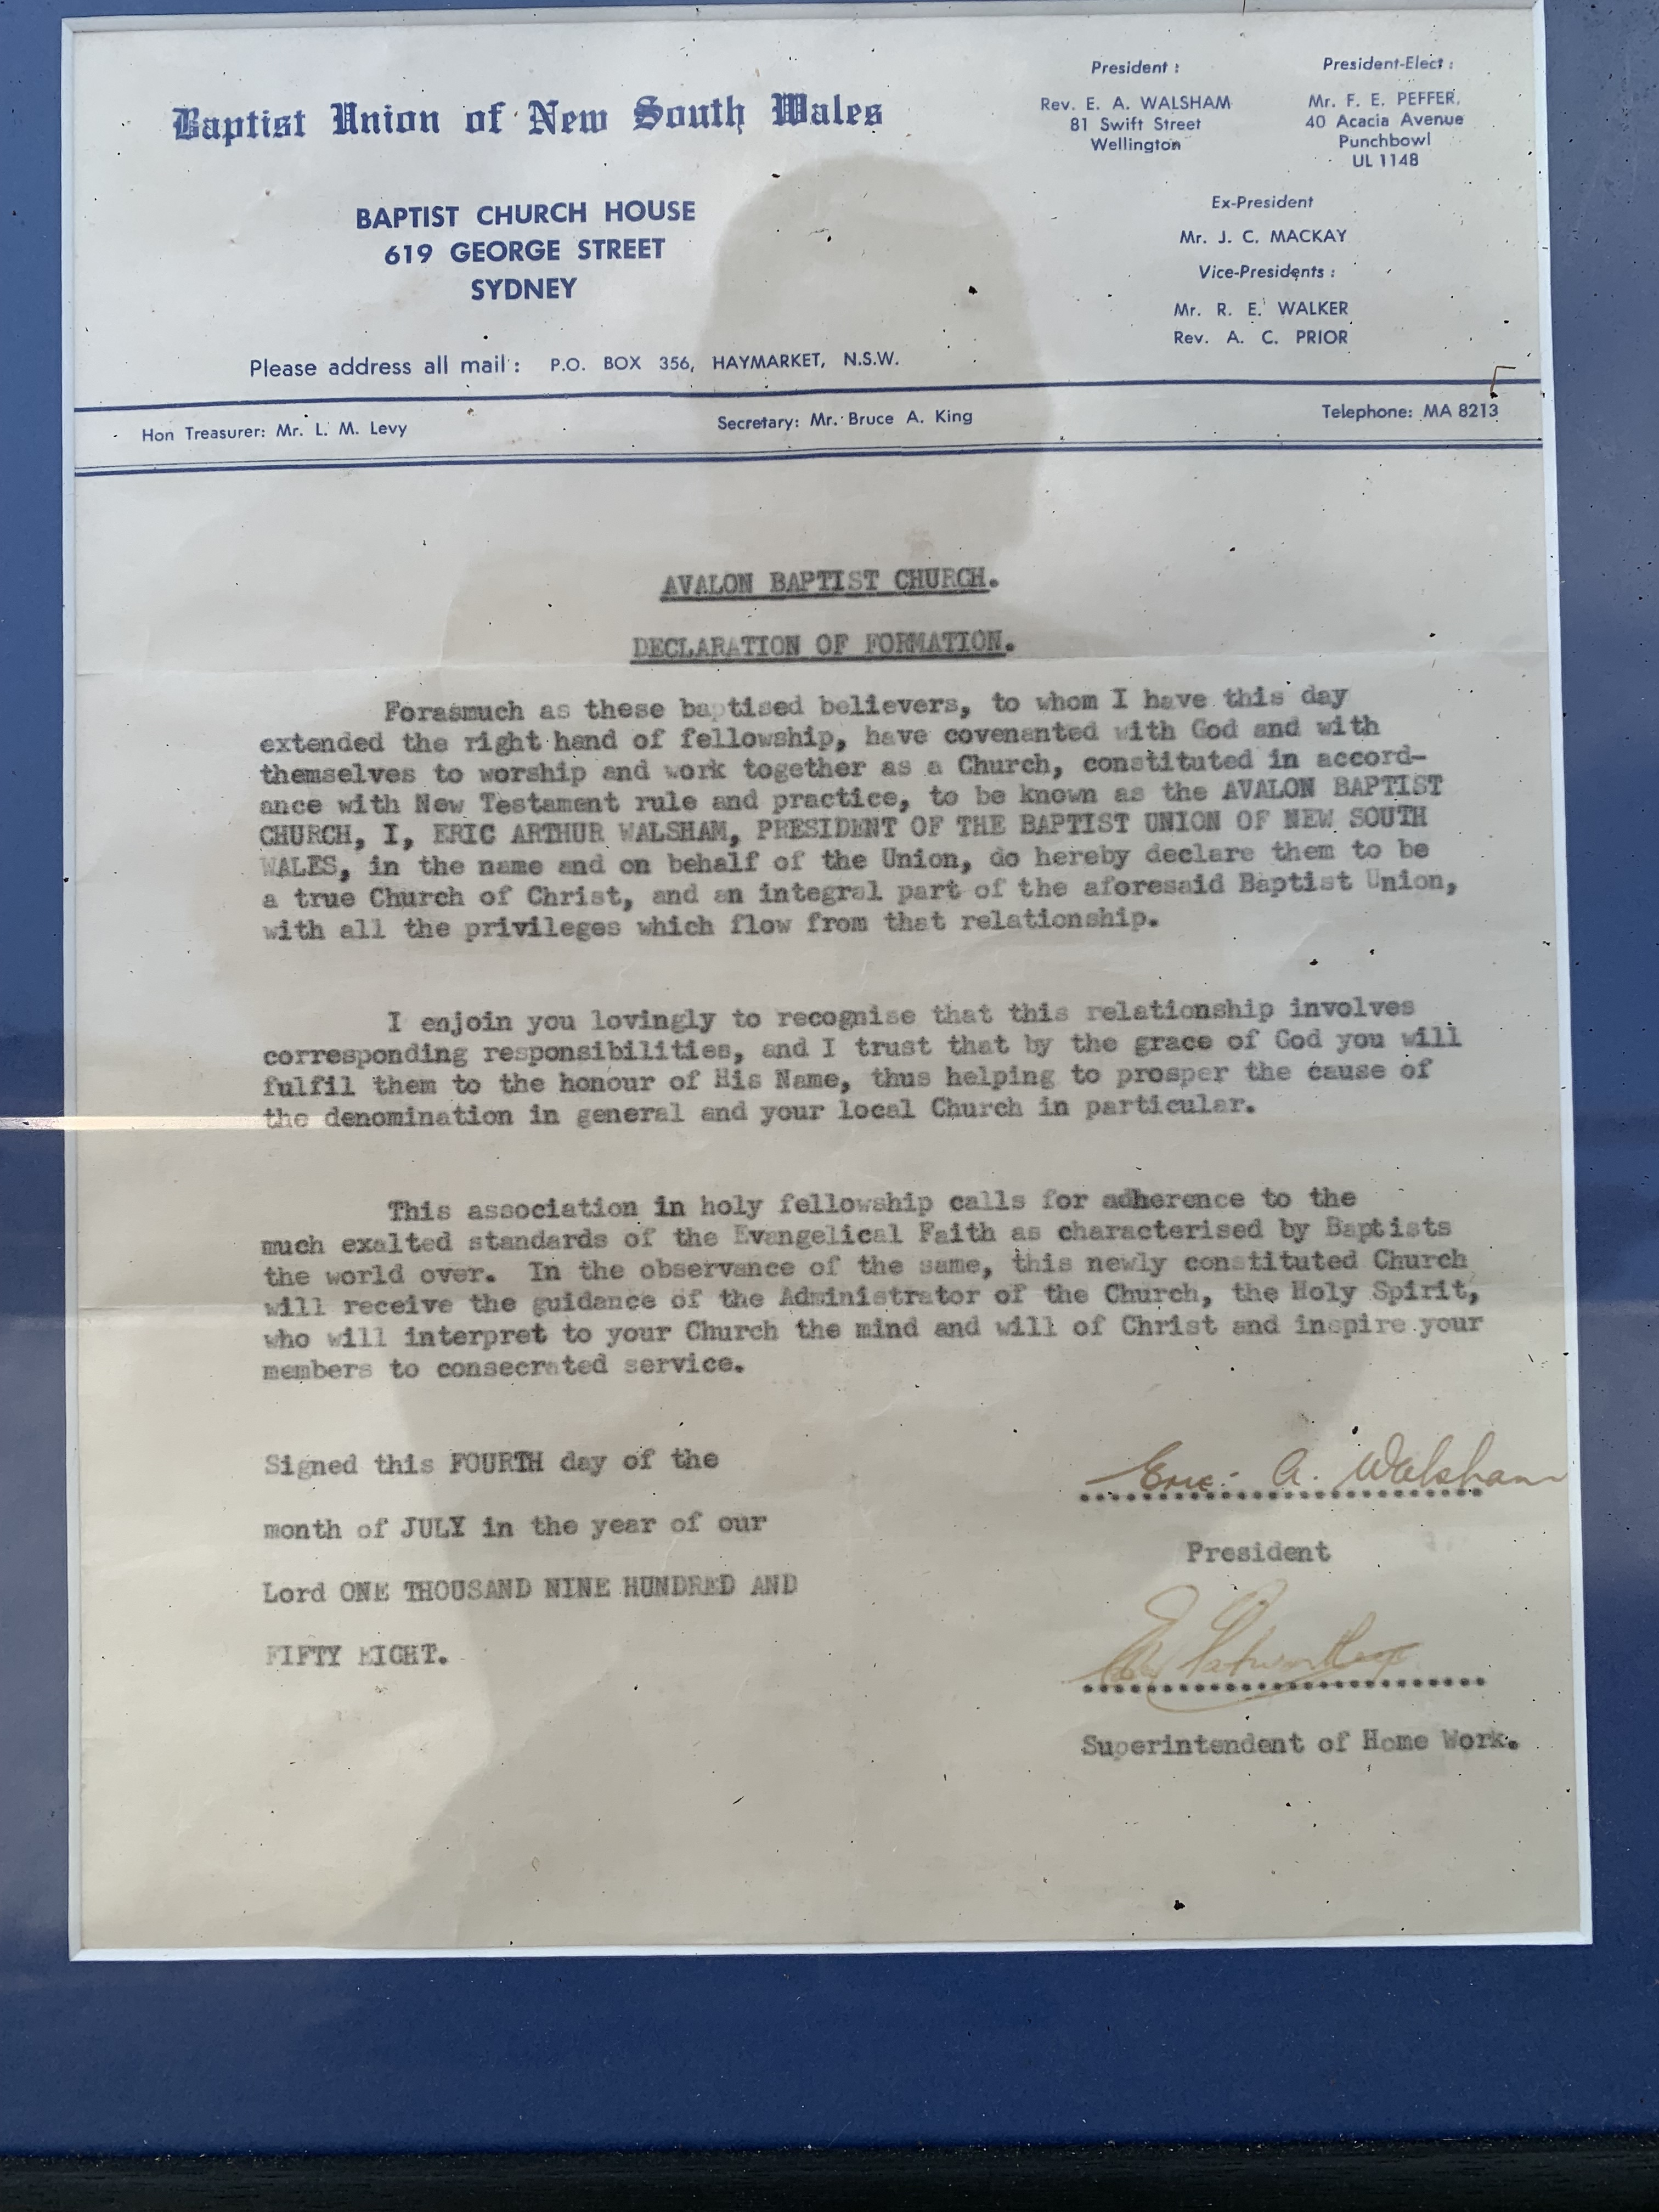 Baptist Union of New South Wales
BAPTIST CHURCH HOUSE
619 GEORGE STREET
SYDNEY
Please address all mail: P.O. BOX 356, HAYMARKET, N.S.W.
President:
Rev. E. A. WALSHAM
81 Swift Street
Wellington
President-Elect:
Mr. F. E. PEFFER,
40 Acacia Avenue
Punchbowl
UL 1148
Ex-President
Mr. J. C. MACKAY
Vice-Presidents:
Mr. R. E. WALKER
Rev. A. C. PRIOR
Hon Treasurer: Mr. L. M. Levy
Secretary: Mr. Bruce A. King
Telephone: MA 8213
AVALON BAPTIST CHURCH.
DECLARATION OF FORMATION.
Forasmuch as these baptised believers, to whom I have this day
extended the right hand of fellowship, have covenanted with God and with
themselves to worship and work together as a Church, constituted in accord-
ance with New Testament rule and practice, to be known as the AVALON BAPTIST
CHURCH, I, ERIC ARTHUR WALSHAM, PRESIDENT OF THE BAPTIST UNION OF NEW SOUTH
WALES, in the name and on behalf of the Union, do hereby declare them to be
a true Church of Christ, and an integral part of the aforesaid Baptist Union,
with all the privileges which flow from that relationship.
I enjoin you lovingly to recognise that this relationship involves
corresponding responsibilities, and I trust that by the grace of God you will
fulfil them to the honour of His Name, thus helping to prosper the cause of
the denomination in general and your local Church in particular.
This association in holy fellowship calls for adherence to the
much exalted standards of the Evangelical Faith as characterised by Baptists
the world over. In the observance of the same, this newly constituted Church
will receive the guidance of the Administrator of the Church, the Holy Spirit,
who will interpret to your Church the mind and will of Christ and inspire your
members to consecrated service.
Signed this FOURTH day of the
month of JULY in the year of our
Lord ONE THOUSAND NINE HUNDRED AND
FIFTY EIGHT.
Eric A. Walsham
President
Superintendent of Home Work.